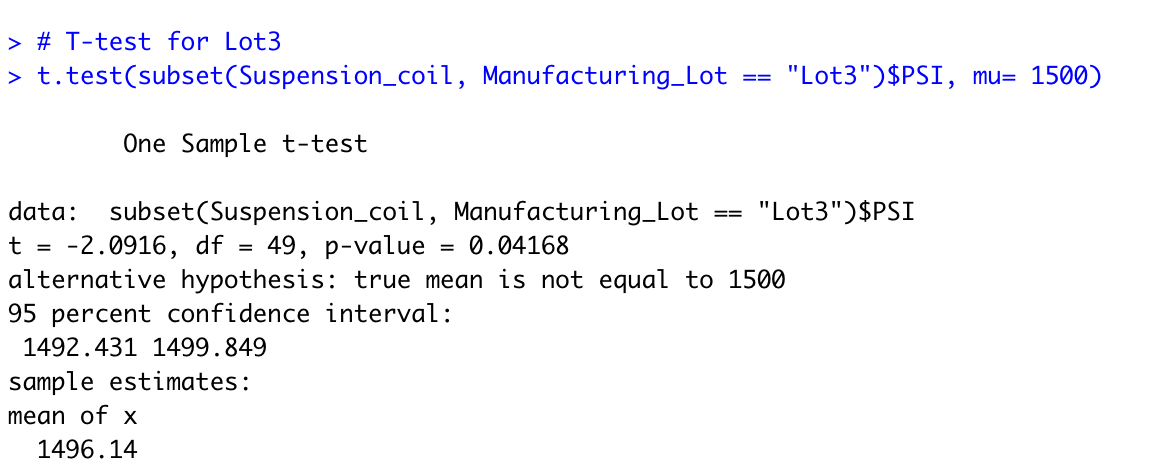 > # T-test for Lot3
> t.test(subset(Suspension_coil, Manufacturing_Lot == "Lot3")$PSI, mu= 1500)
One Sample t-test
data:  subset(Suspension_coil, Manufacturing_Lot == "Lot3")$PSI
t = -2.0916, df = 49, p-value = 0.04168
alternative hypothesis: true mean is not equal to 1500
95 percent confidence interval:
1492.431 1499.849
sample estimates:
mean of x
1496.14